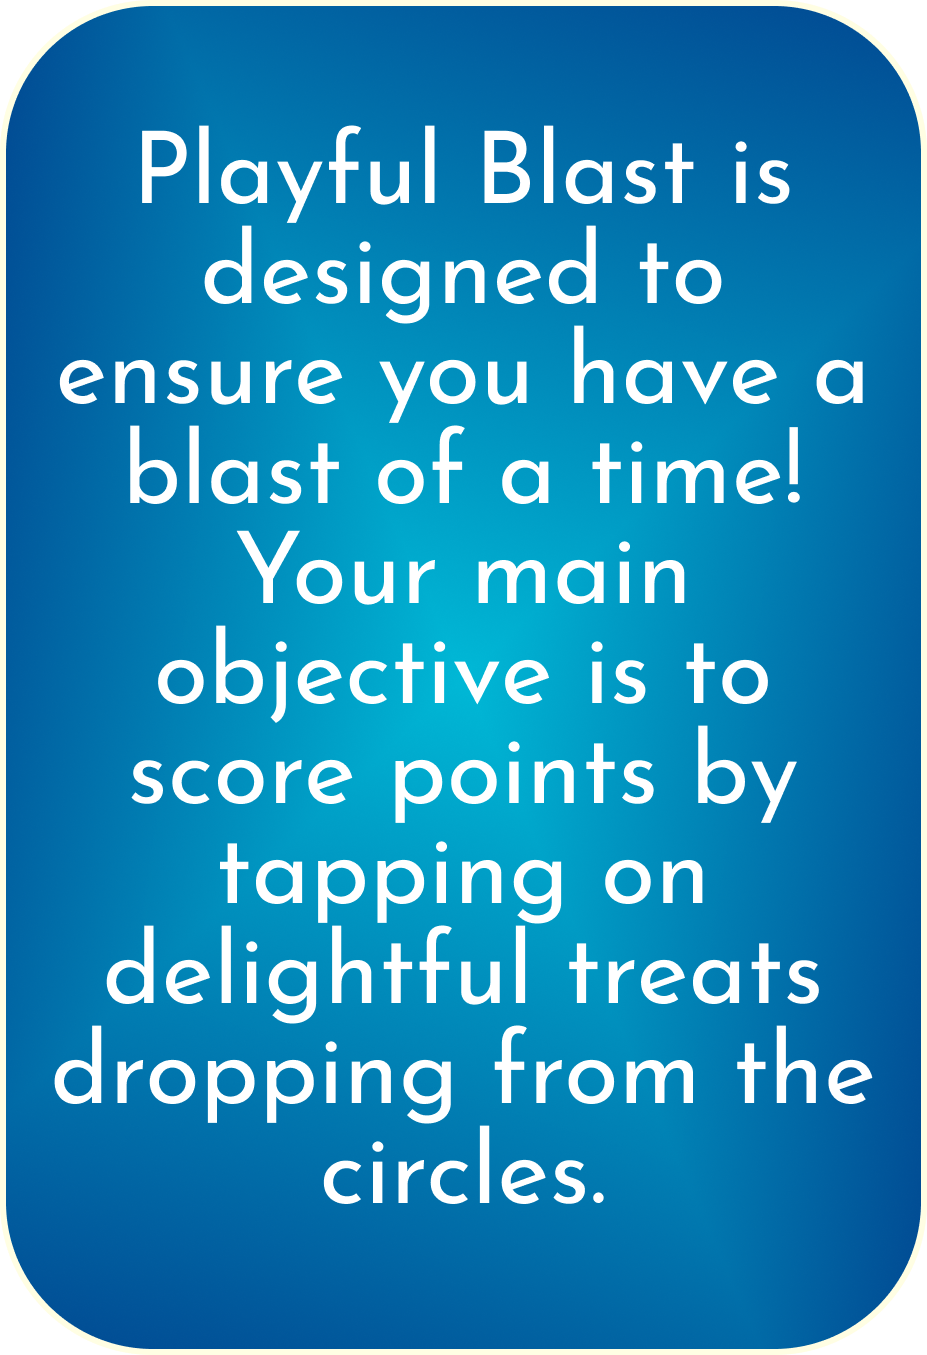 Playful Blast is
designed to
ensure you have a
blast of a time!
Your main
objective is to
score points by
tapping on
delightful treats
dropping from the
circles.